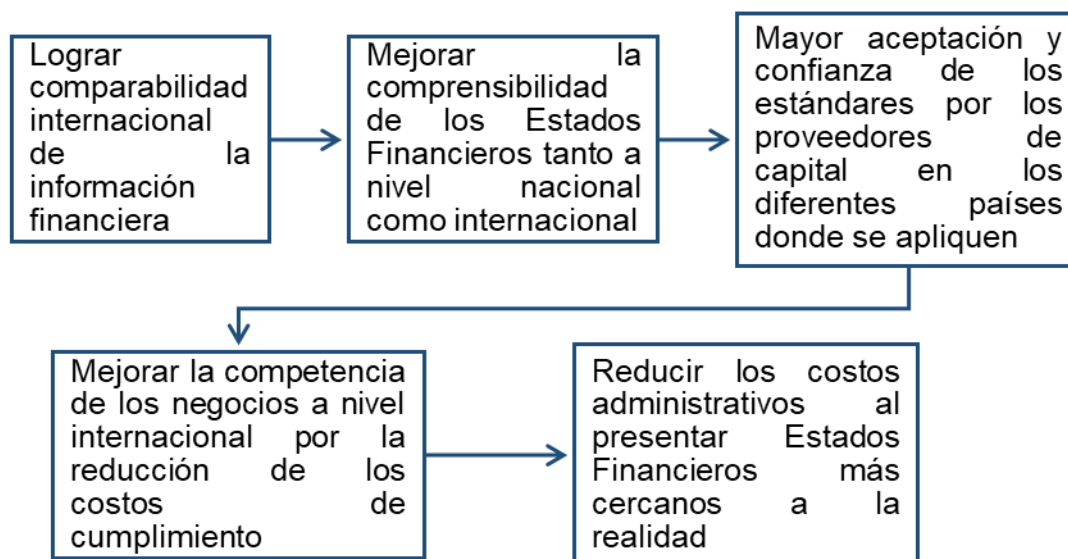 Lograr
comparabilidad
internacional
de la
información
financiera
Mejorar la
comprensibilidad
de los Estados
Financieros tanto a
nivel nacional
como internacional
Mayor aceptación y
confianza de los
estándares por los
proveedores de
capital en los
diferentes países
donde se apliquen
Mejorar la competencia
de los negocios a nivel
internacional por la
reducción de los
costos de
cumplimiento
Reducir los costos
administrativos al
presentar Estados
Financieros más
cercanos a la
realidad